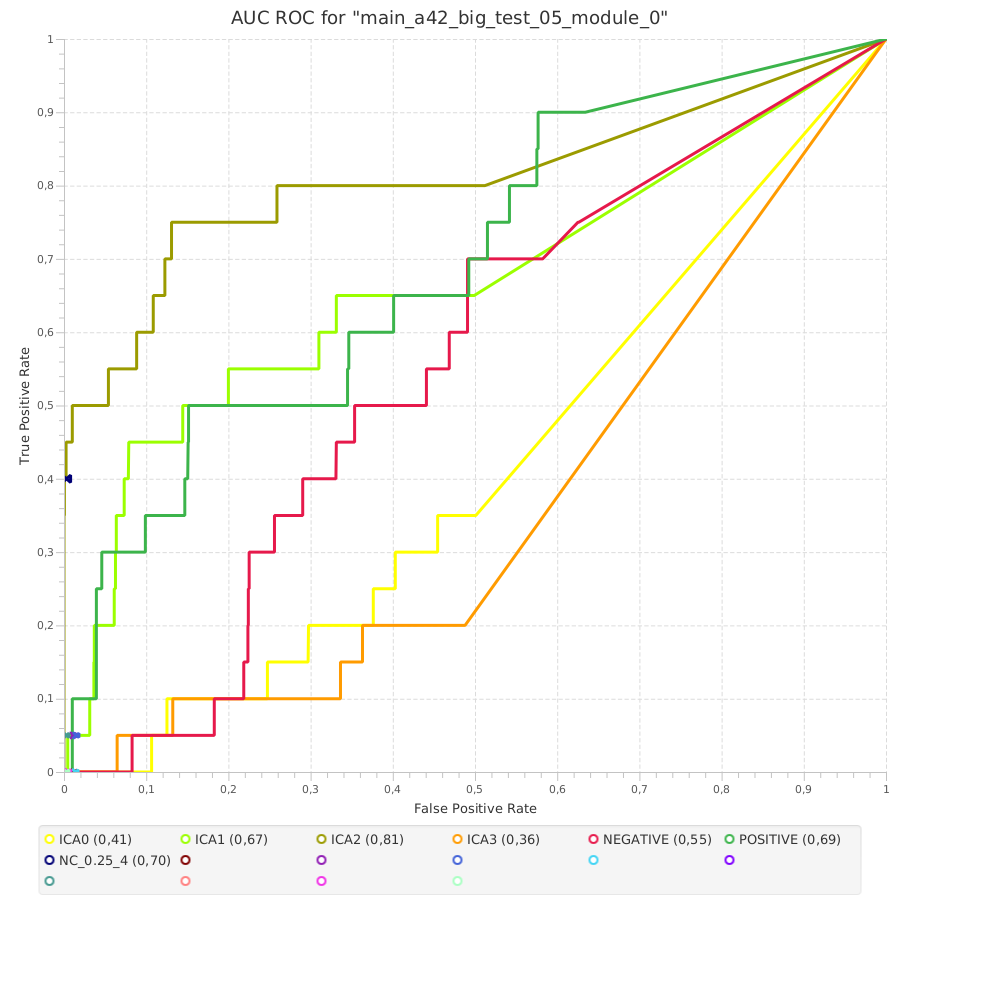 AUC ROC for "main_a42_big_test_05_module_0"
1
0,9
0,8
0,7
0,6
0,5
0,4
0,3
0,2
0,1
0
True Positive Rate
0 0,1 0,2 0,3 0,4 0,5 0,6 0,7 0,8 0,9 1
False Positive Rate
ICA0 (0,41) ICA1 (0,67) ICA2 (0,81) ICA3 (0,36) NEGATIVE (0,55) POSITIVE (0,69)
NC_0.25_4 (0,70)